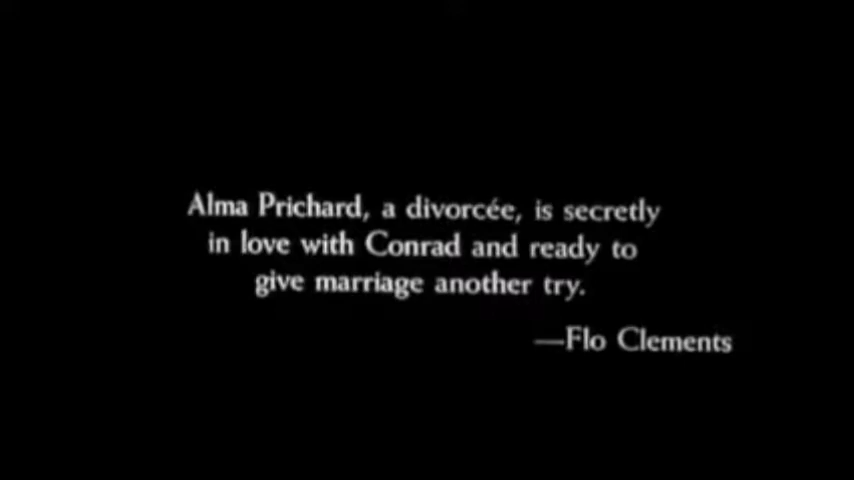 Alma Prichard, a divorcée, is secretly
in love with Conrad and ready to
give marriage another try.
—Flo Clements